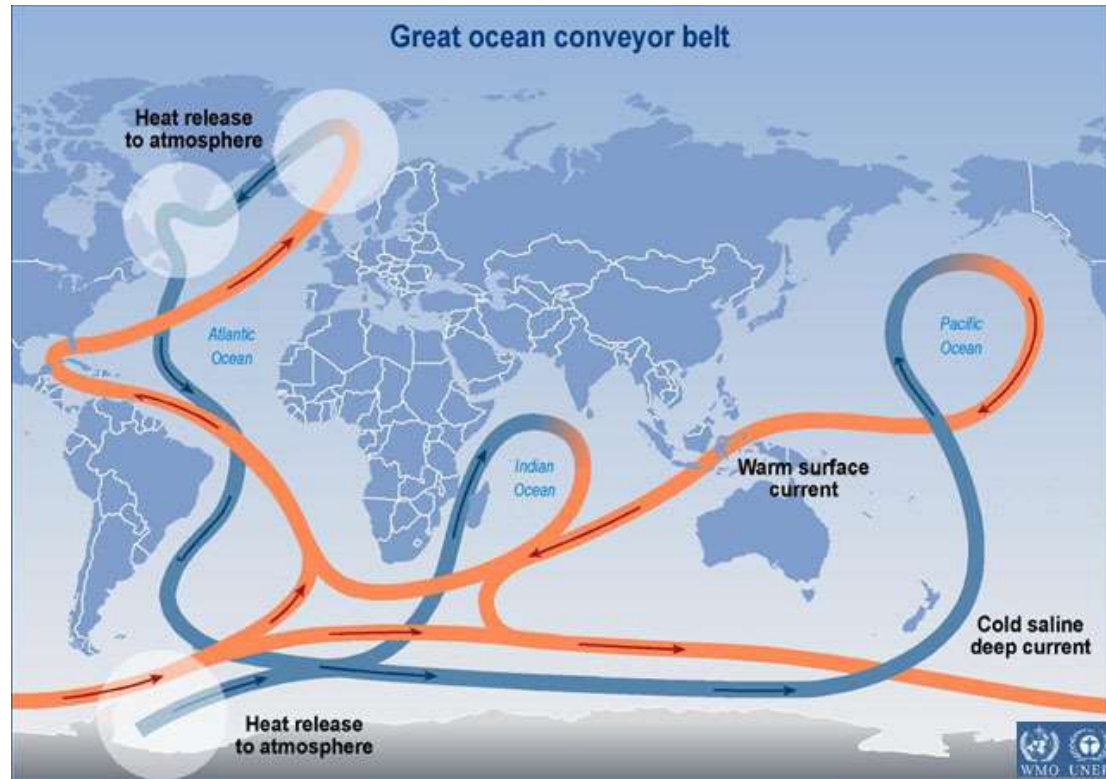 Great ocean conveyor belt
Heat release
to atmosphere
Atlantic
Ocean
Pacific
Ocean
Indian
Ocean
Warm surface
current
Cold saline
deep current
Heat release
to atmosphere
WMO UNEP